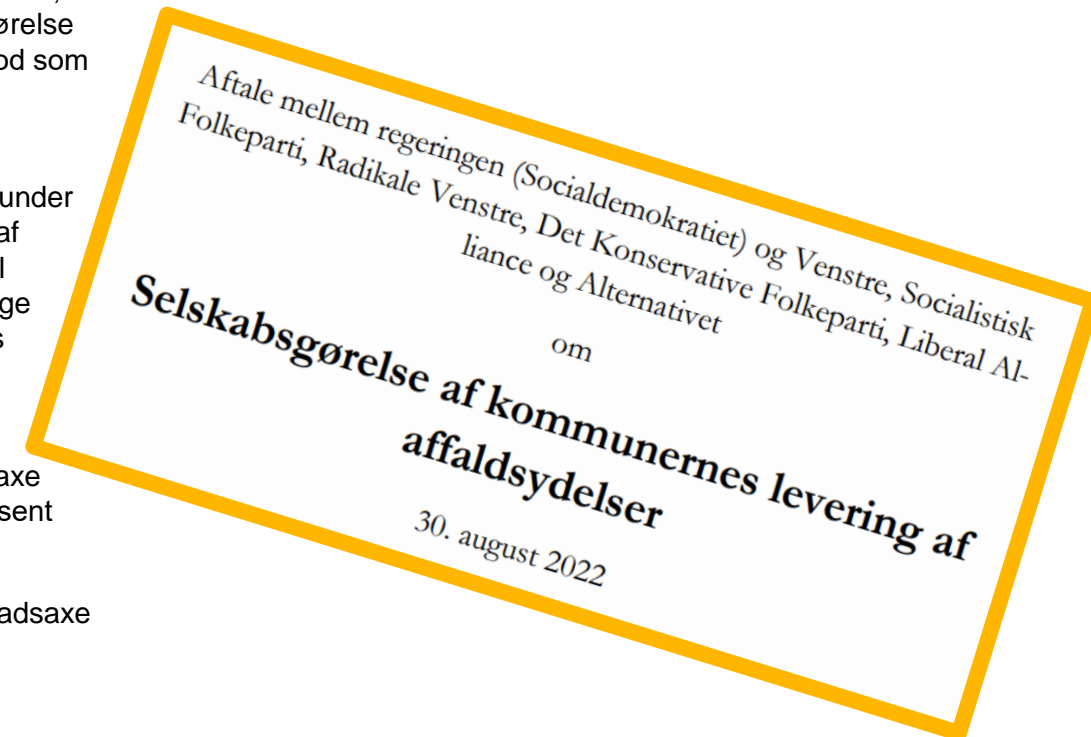 ørelse
od som
under
af
l
ge
s
axe
sent
adsaxe
Aftale mellem regeringen (Socialdemokratiet) og Venstre, Socialistisk
Folkeparti, Radikale Venstre, Det Konservative Folkeparti, Liberal Al-
liance og Alternativet
om
Selskabsgørelse af kommunernes levering af
affaldsydelser
30. august 2022